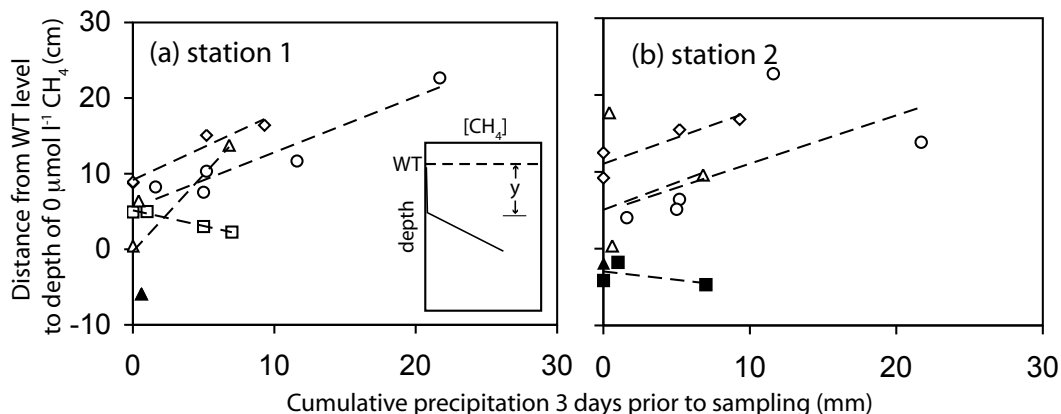 Distance from WT level
to depth of 0 μmol l⁻¹ CH₄ (cm)
30
20
10
0
-10
(a) station 1
[CH₄]
WT
y
depth
0
10
20
30
(b) station 2
0
10
20
30
Cumulative precipitation 3 days prior to sampling (mm)